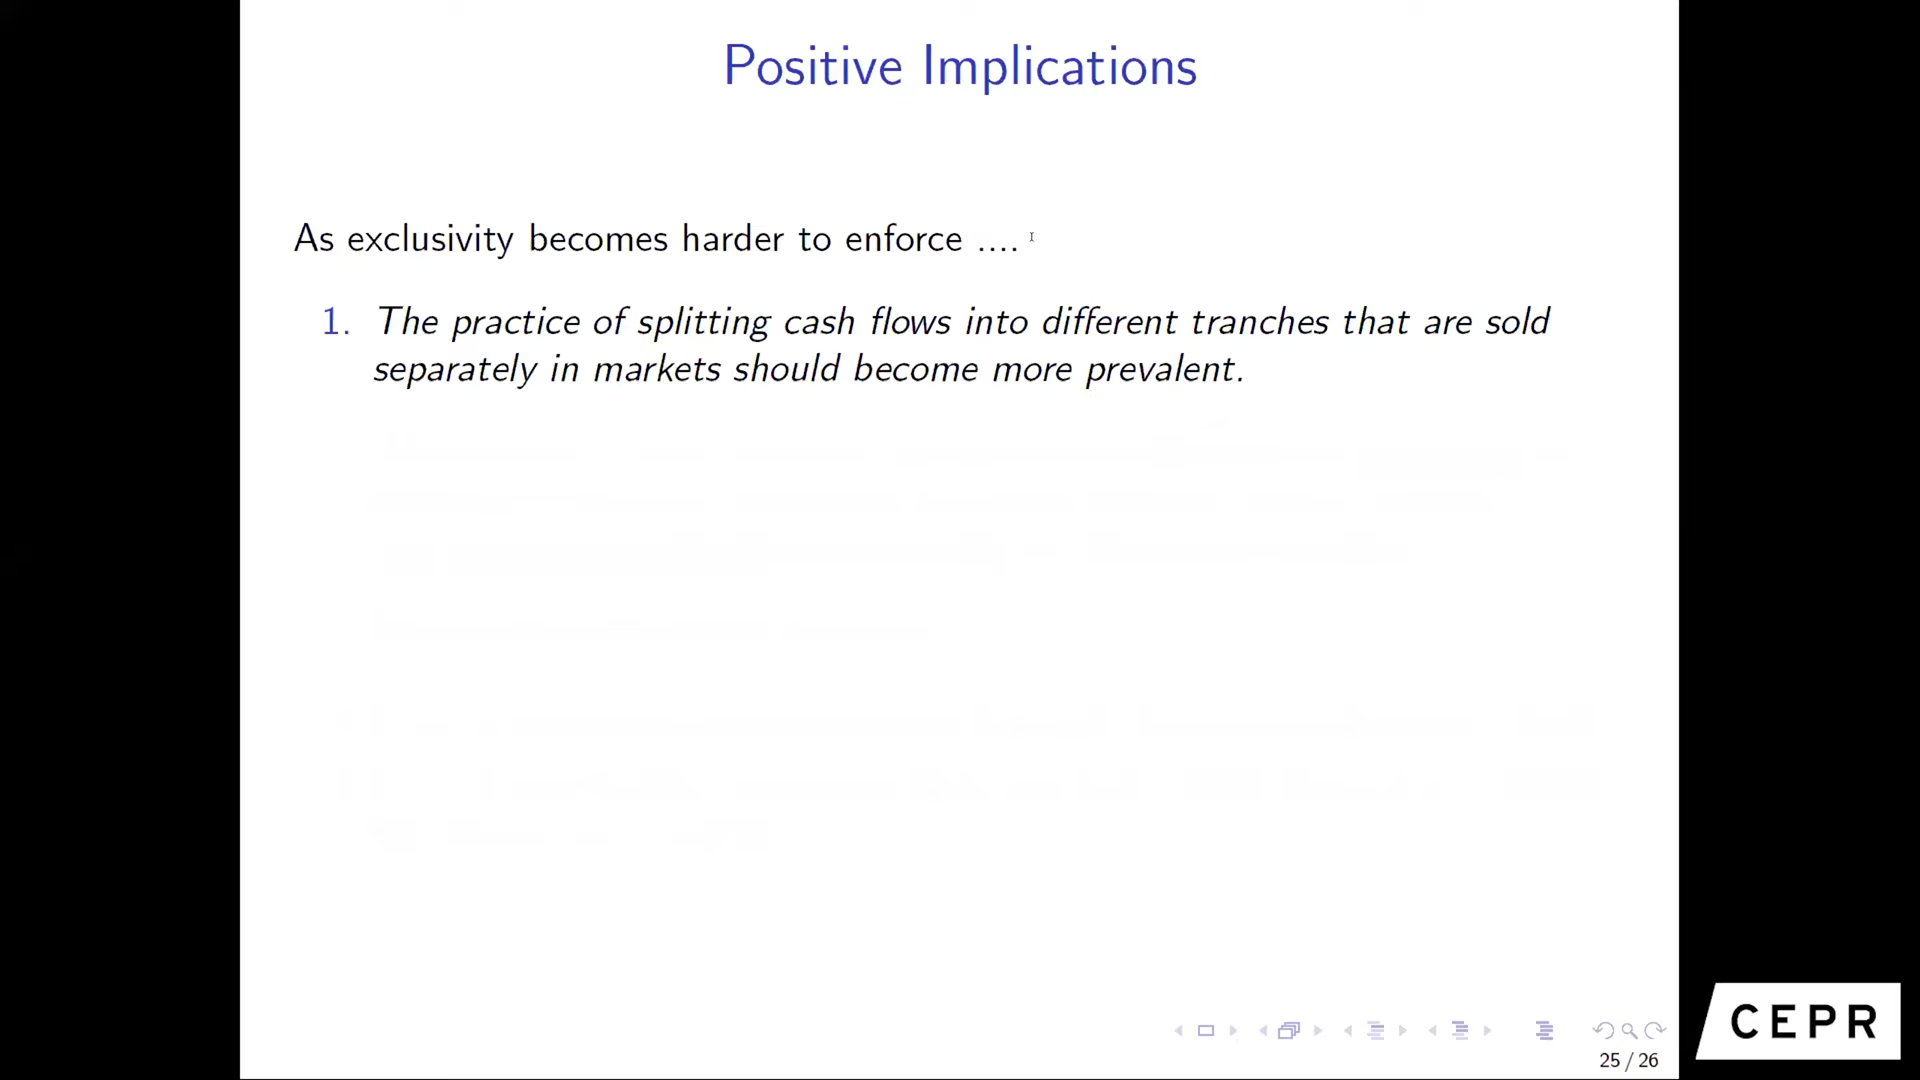 Positive Implications
As exclusivity becomes harder to enforce ....
1. The practice of splitting cash flows into different tranches that are sold
separately in markets should become more prevalent.
25 / 26
CEPR